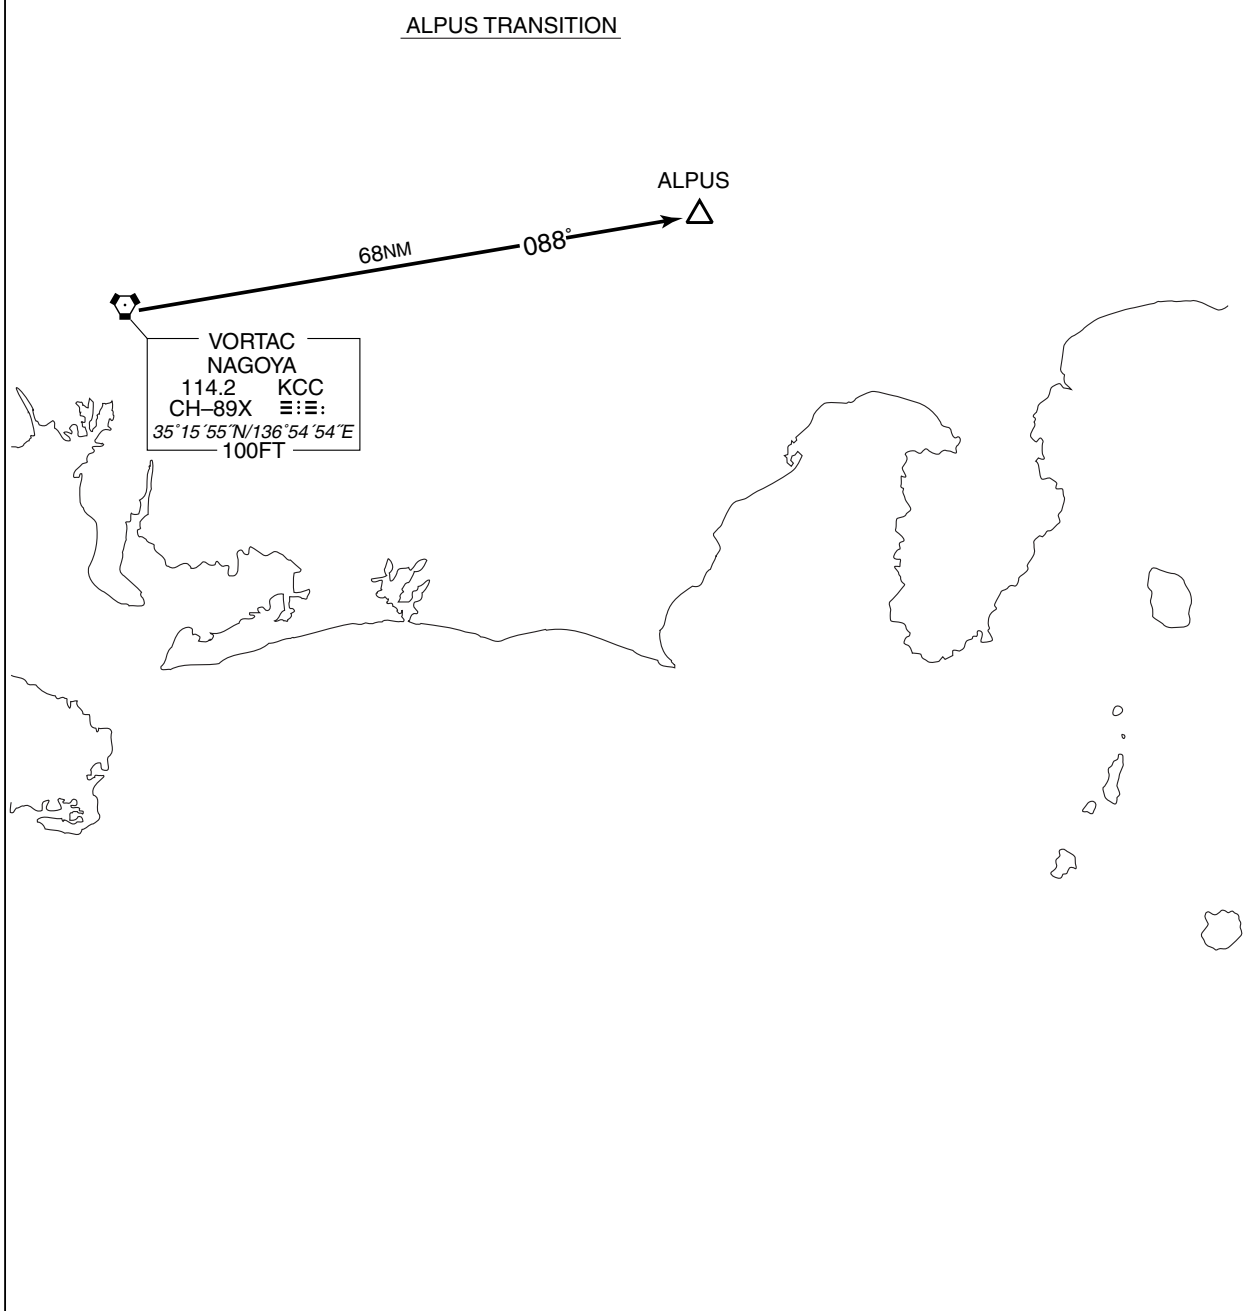 ALPUS TRANSITION
ALPUS
68NM
088°
VORTAC
NAGOYA
114.2 KCC
CH–89X
35°15´55˝N/136°54´54˝E
100FT